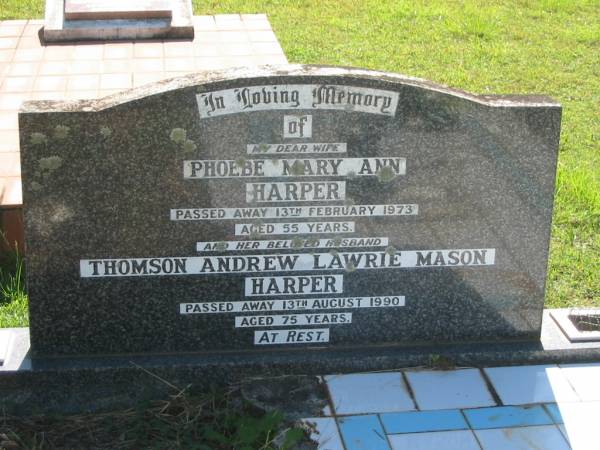 In Loving Memory
of
MY DEAR WIFE
PHOEBE MARY ANN
HARPER
PASSED AWAY 13TH FEBRUARY 1973
AGED 55 YEARS.
AND HER BELOVED HUSBAND
THOMSON ANDREW LAWRIE MASON
HARPER
PASSED AWAY 13TH AUGUST 1990
AGED 75 YEARS.
AT REST.